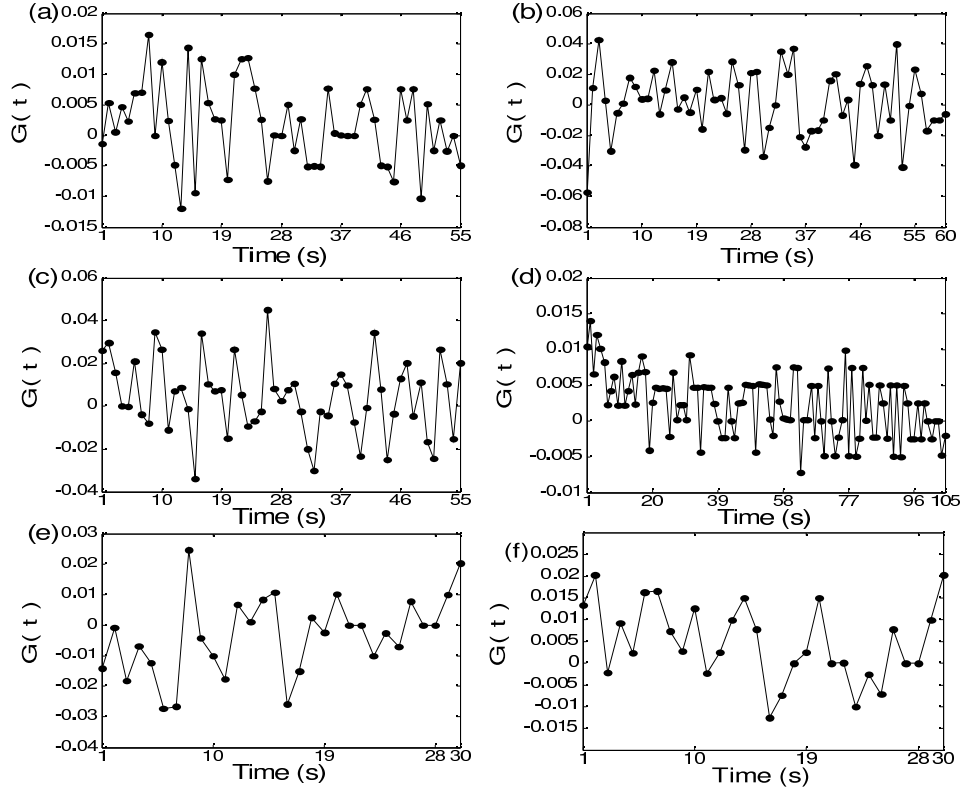 (a)
0.02
0.015
0.01
0.005
0
-0.005
-0.01
-0.015
G( t )
1 10 19 28 37 46 55
Time (s)
(b)
0.06
0.04
0.02
0
-0.02
-0.04
-0.06
-0.08
G( t )
1 10 19 28 37 46 55 60
Time (s)
(c)
0.06
0.04
0.02
0
-0.02
-0.04
G( t )
1 10 19 28 37 46 55
Time (s)
(d)
0.02
0.015
0.01
0.005
0
-0.005
-0.01
G( t )
1 20 39 58 77 96 105
Time (s)
(e)
0.03
0.02
0.01
0
-0.01
-0.02
-0.03
-0.04
G( t )
1 10 19 28 30
Time (s)
(f)
0.025
0.02
0.015
0.01
0.005
0
-0.005
-0.01
-0.015
G( t )
1 10 19 28 30
Time (s)